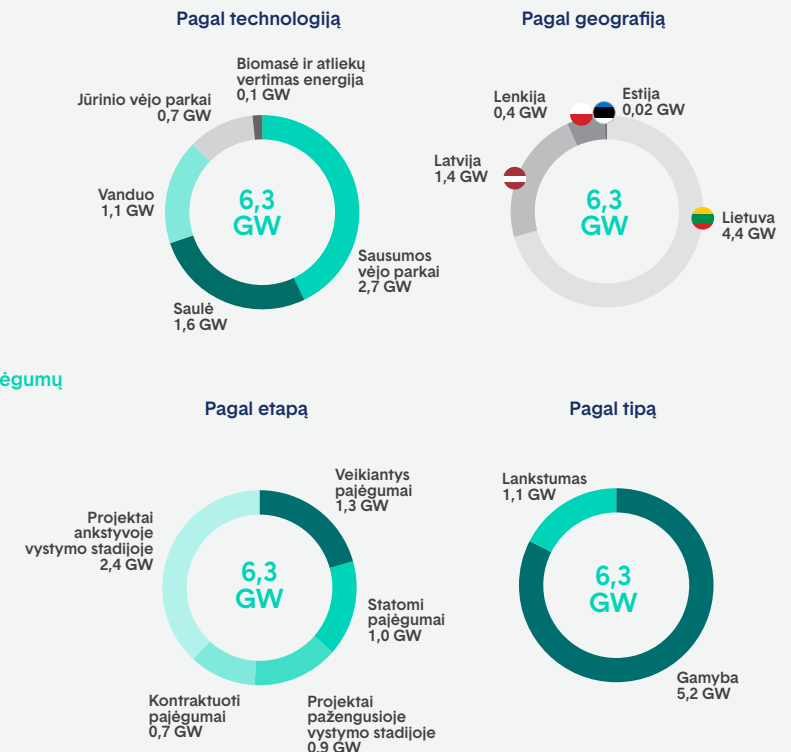 Pagal technologiją
Biomasė ir atliekų
vertimas energija
0,1 GW
Jūrinio vėjo parkai
0,7 GW
Vanduo
1,1 GW
6,3
GW
Sausumos
vėjo parkai
2,7 GW
Saulė
1,6 GW
Pagal geografiją
Lenkija
0,4 GW
Estija
0,02 GW
Latvija
1,4 GW
6,3
GW
Lietuva
4,4 GW
ėgumų
Pagal etapą
Veikiantys
pajėgumai
1,3 GW
Projektai
ankstyvoje
vystymo stadijoje
2,4 GW
6,3
GW
Statomi
pajėgumai
1,0 GW
Kontraktuoti
pajėgumai
0,7 GW
Projektai
pažengusioje
vystymo stadijoje
0,9 GW
Pagal tipą
Lankstumas
1,1 GW
6,3
GW
Gamyba
5,2 GW